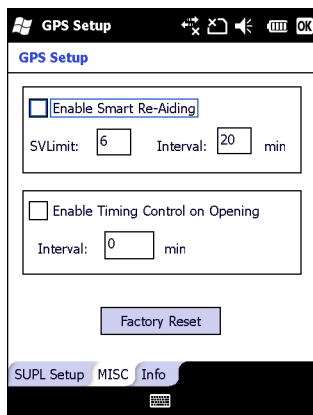 GPS Setup OK
GPS Setup
Enable Smart Re-Aiding
SVLimit: 6 Interval: 20 min
Enable Timing Control on Opening
Interval: 0 min
Factory Reset
SUPL Setup MISC Info